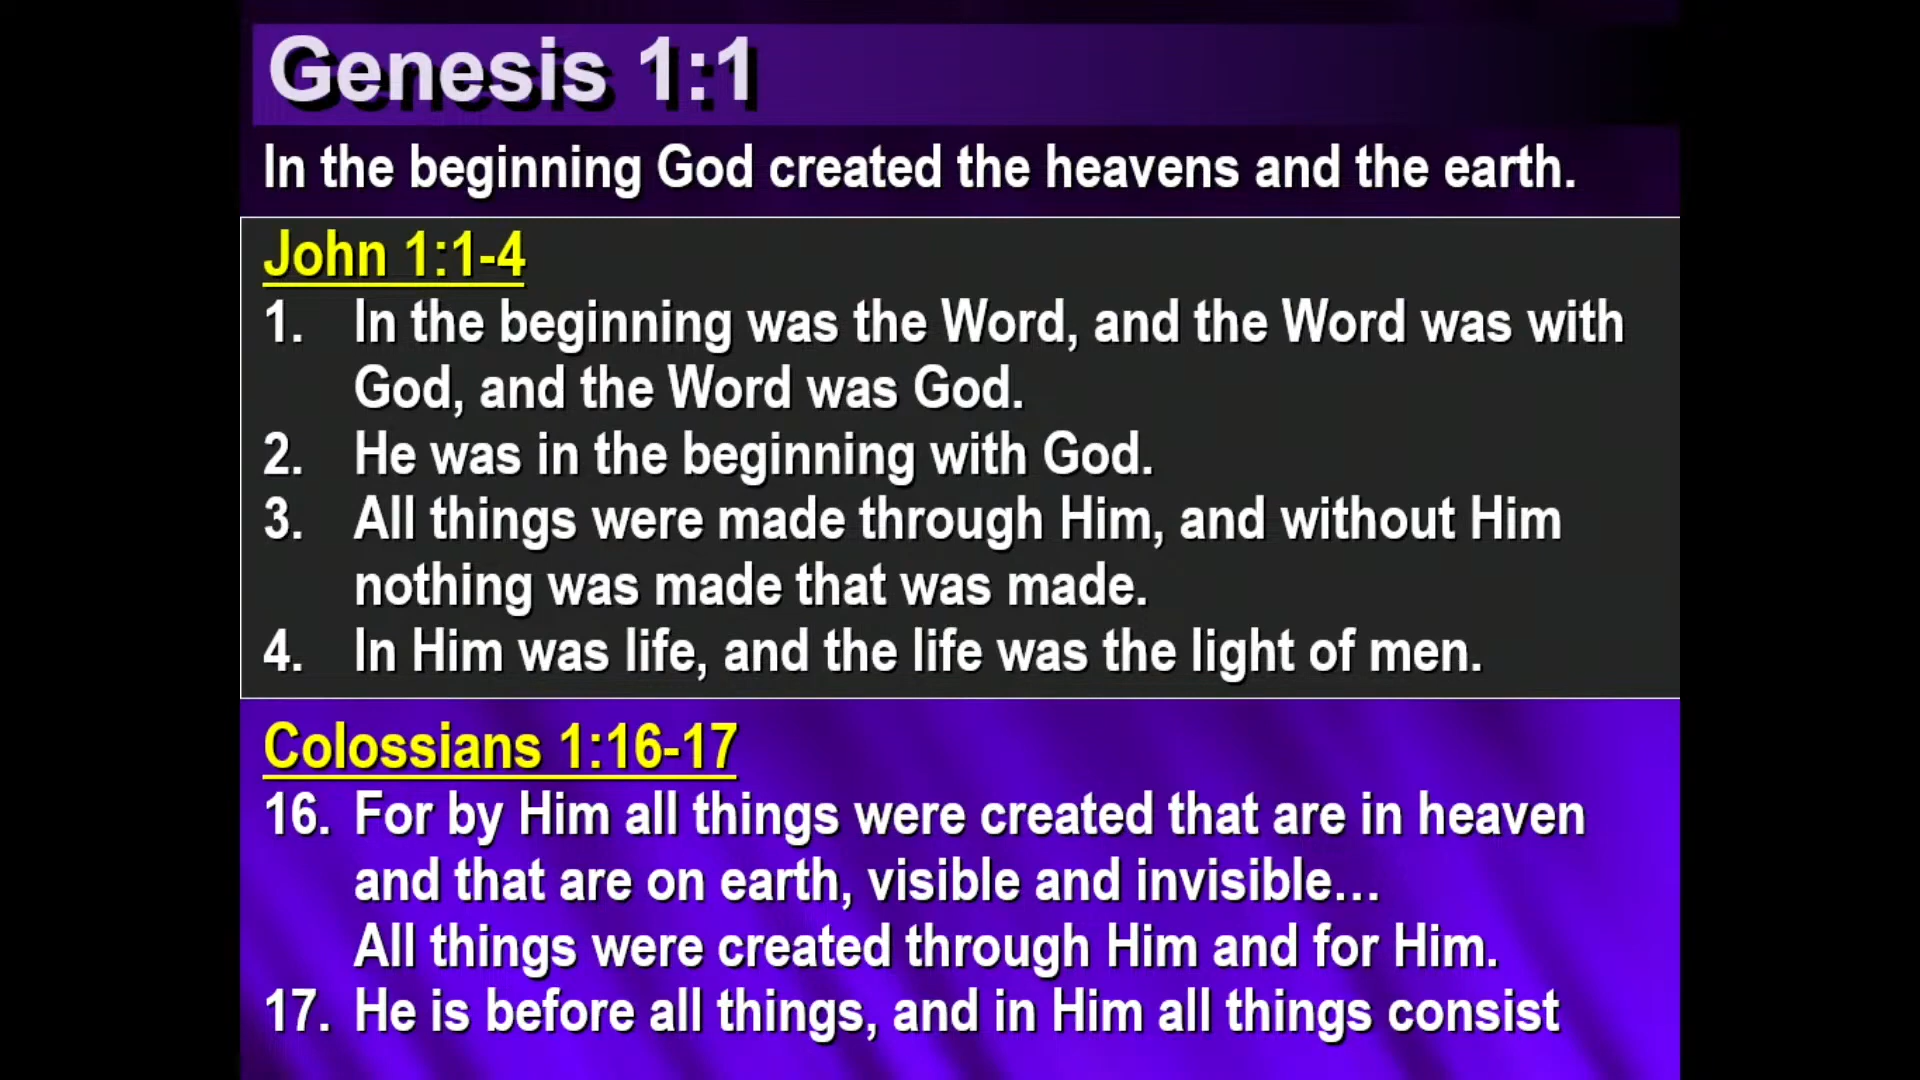 Genesis 1:1
In the beginning God created the heavens and the earth.
John 1:1-4
1. In the beginning was the Word, and the Word was with
God, and the Word was God.
2. He was in the beginning with God.
3. All things were made through Him, and without Him
nothing was made that was made.
4. In Him was life, and the life was the light of men.
Colossians 1:16-17
16. For by Him all things were created that are in heaven
and that are on earth, visible and invisible…
All things were created through Him and for Him.
17. He is before all things, and in Him all things consist